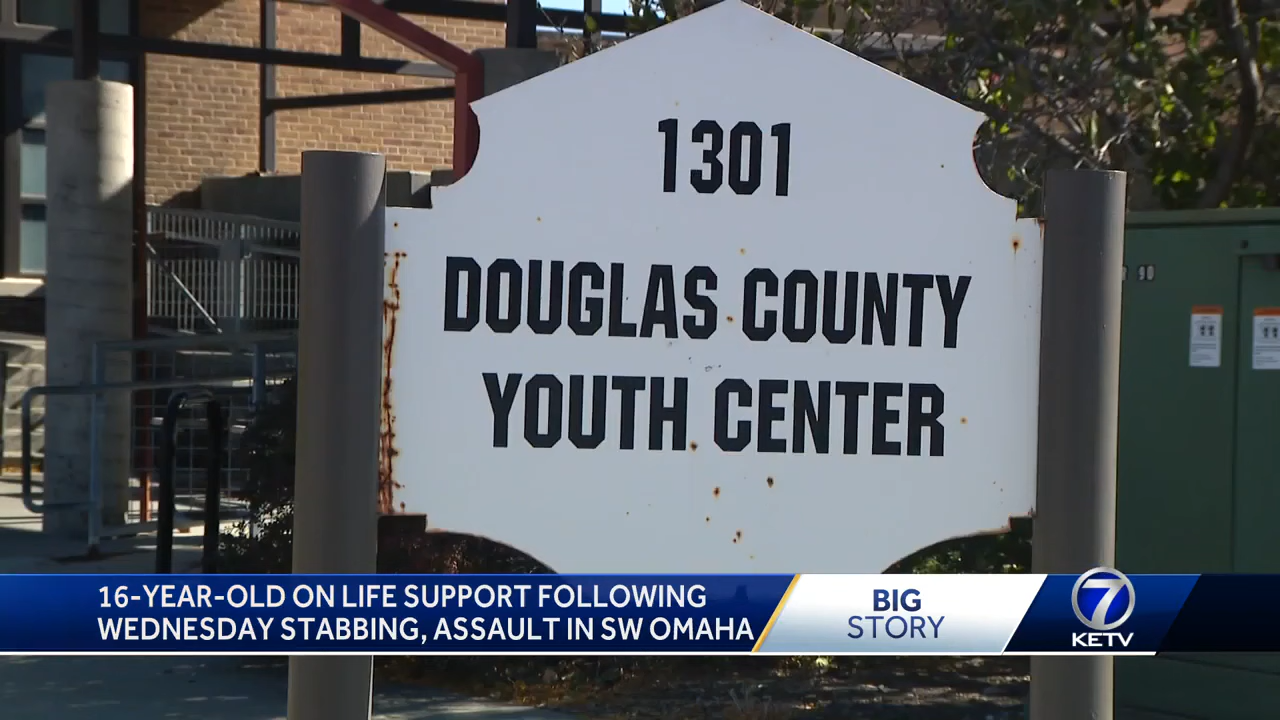 1301
DOUGLAS COUNTY
YOUTH CENTER
90
16-YEAR-OLD ON LIFE SUPPORT FOLLOWING
WEDNESDAY STABBING, ASSAULT IN SW OMAHA
BIG
STORY
7
KETV